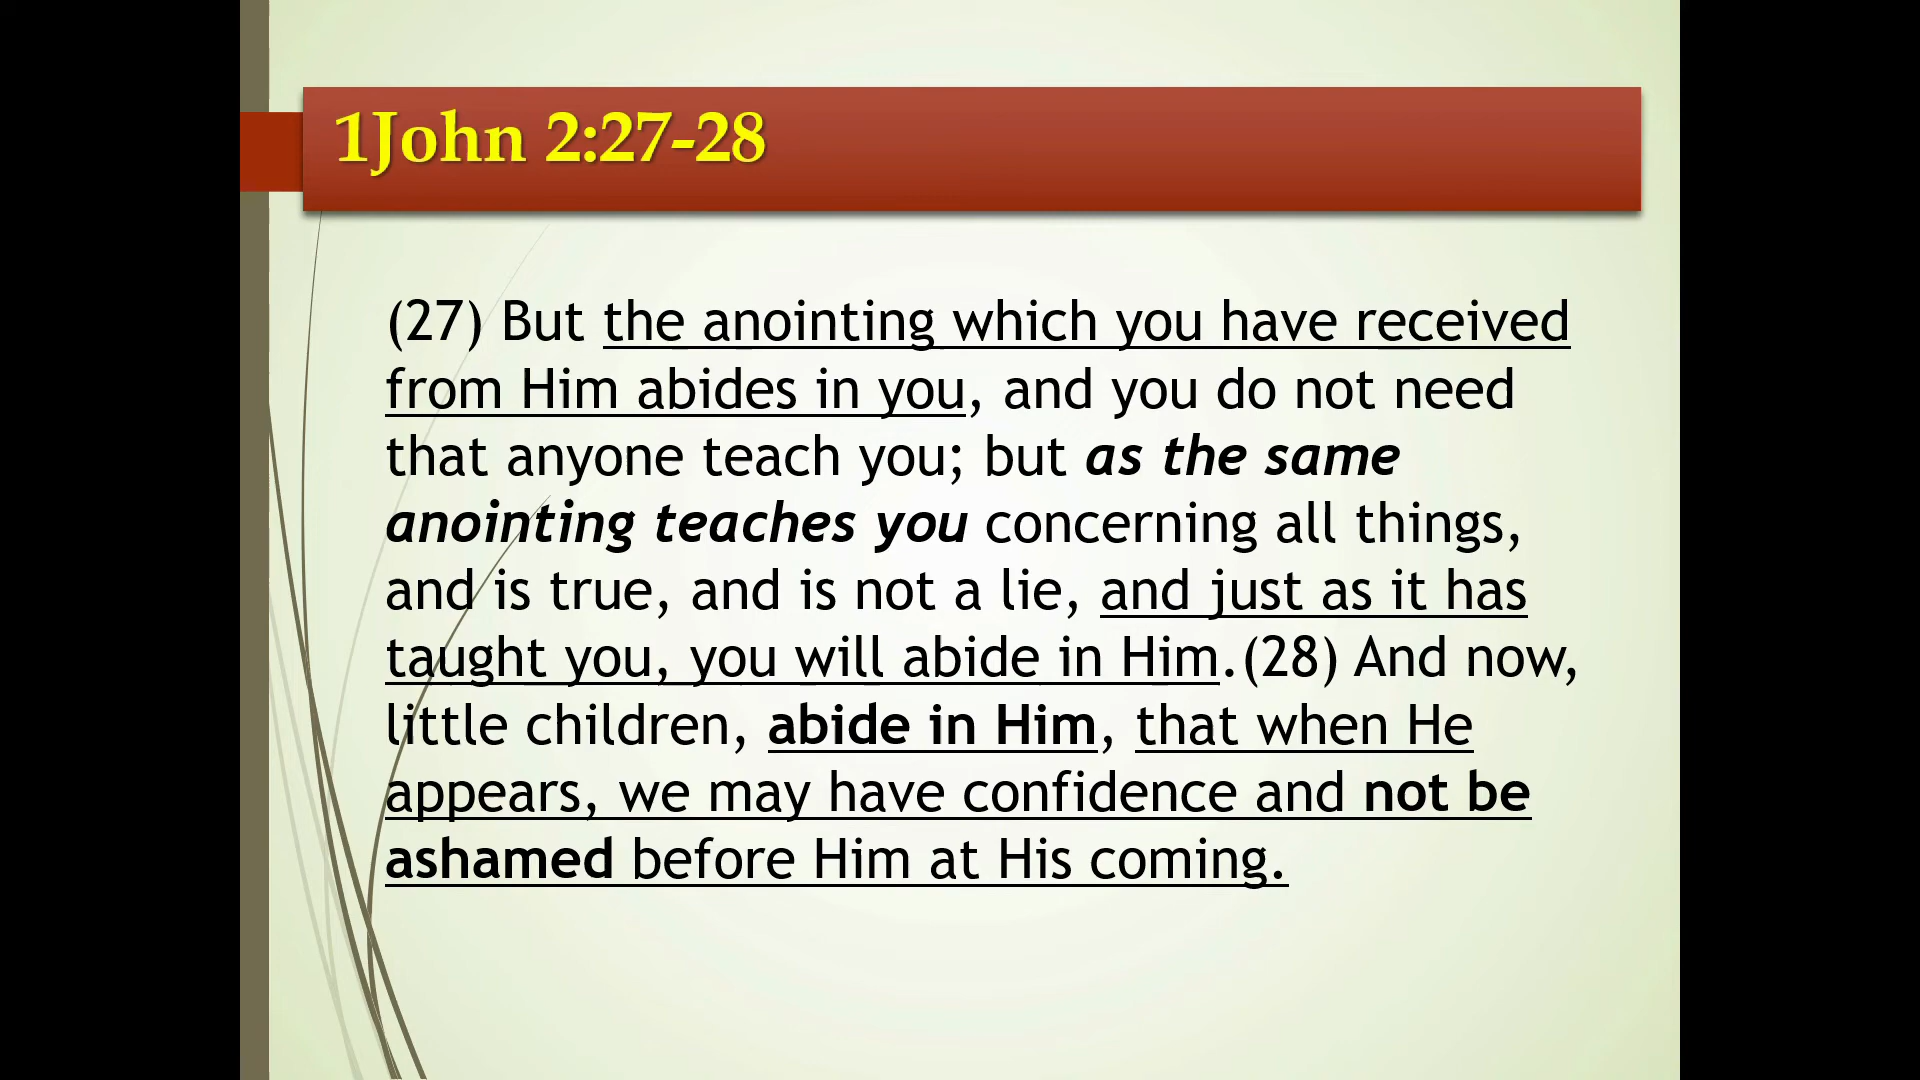 1John 2:27-28
(27) But the anointing which you have received
from Him abides in you, and you do not need
that anyone teach you; but as the same
anointing teaches you concerning all things,
and is true, and is not a lie, and just as it has
taught you, you will abide in Him.(28) And now,
little children, abide in Him, that when He
appears, we may have confidence and not be
ashamed before Him at His coming.